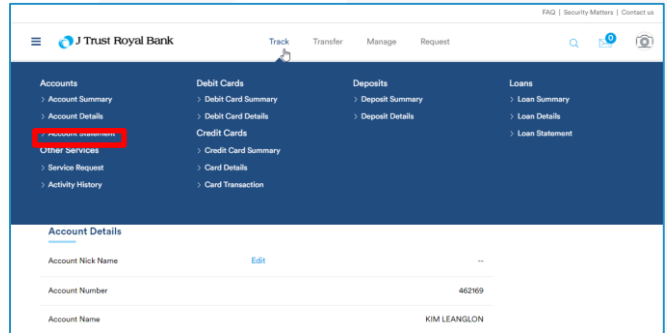 FAQ | Security Matters | Contact us
J Trust Royal Bank
Track Transfer Manage Request
0
Accounts
> Account Summary
> Account Details
> Account Statement
Other Services
> Service Request
> Activity History
Debit Cards
> Debit Card Summary
> Debit Card Details
Credit Cards
> Credit Card Summary
> Card Details
> Card Transaction
Deposits
> Deposit Summary
> Deposit Details
Loans
> Loan Summary
> Loan Details
> Loan Statement
Account Details
Account Nick Name Edit --
Account Number 462169
Account Name KIM LEANGLON